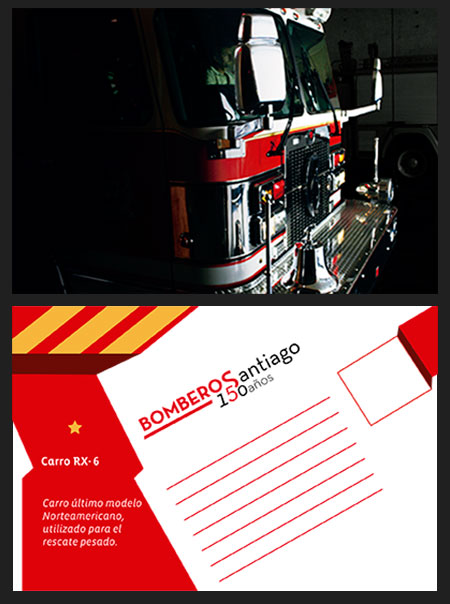 BOMBEROSantiago
150años
Carro RX-6
Carro último modelo
Norteamericano,
utilizado para el
rescate pesado.